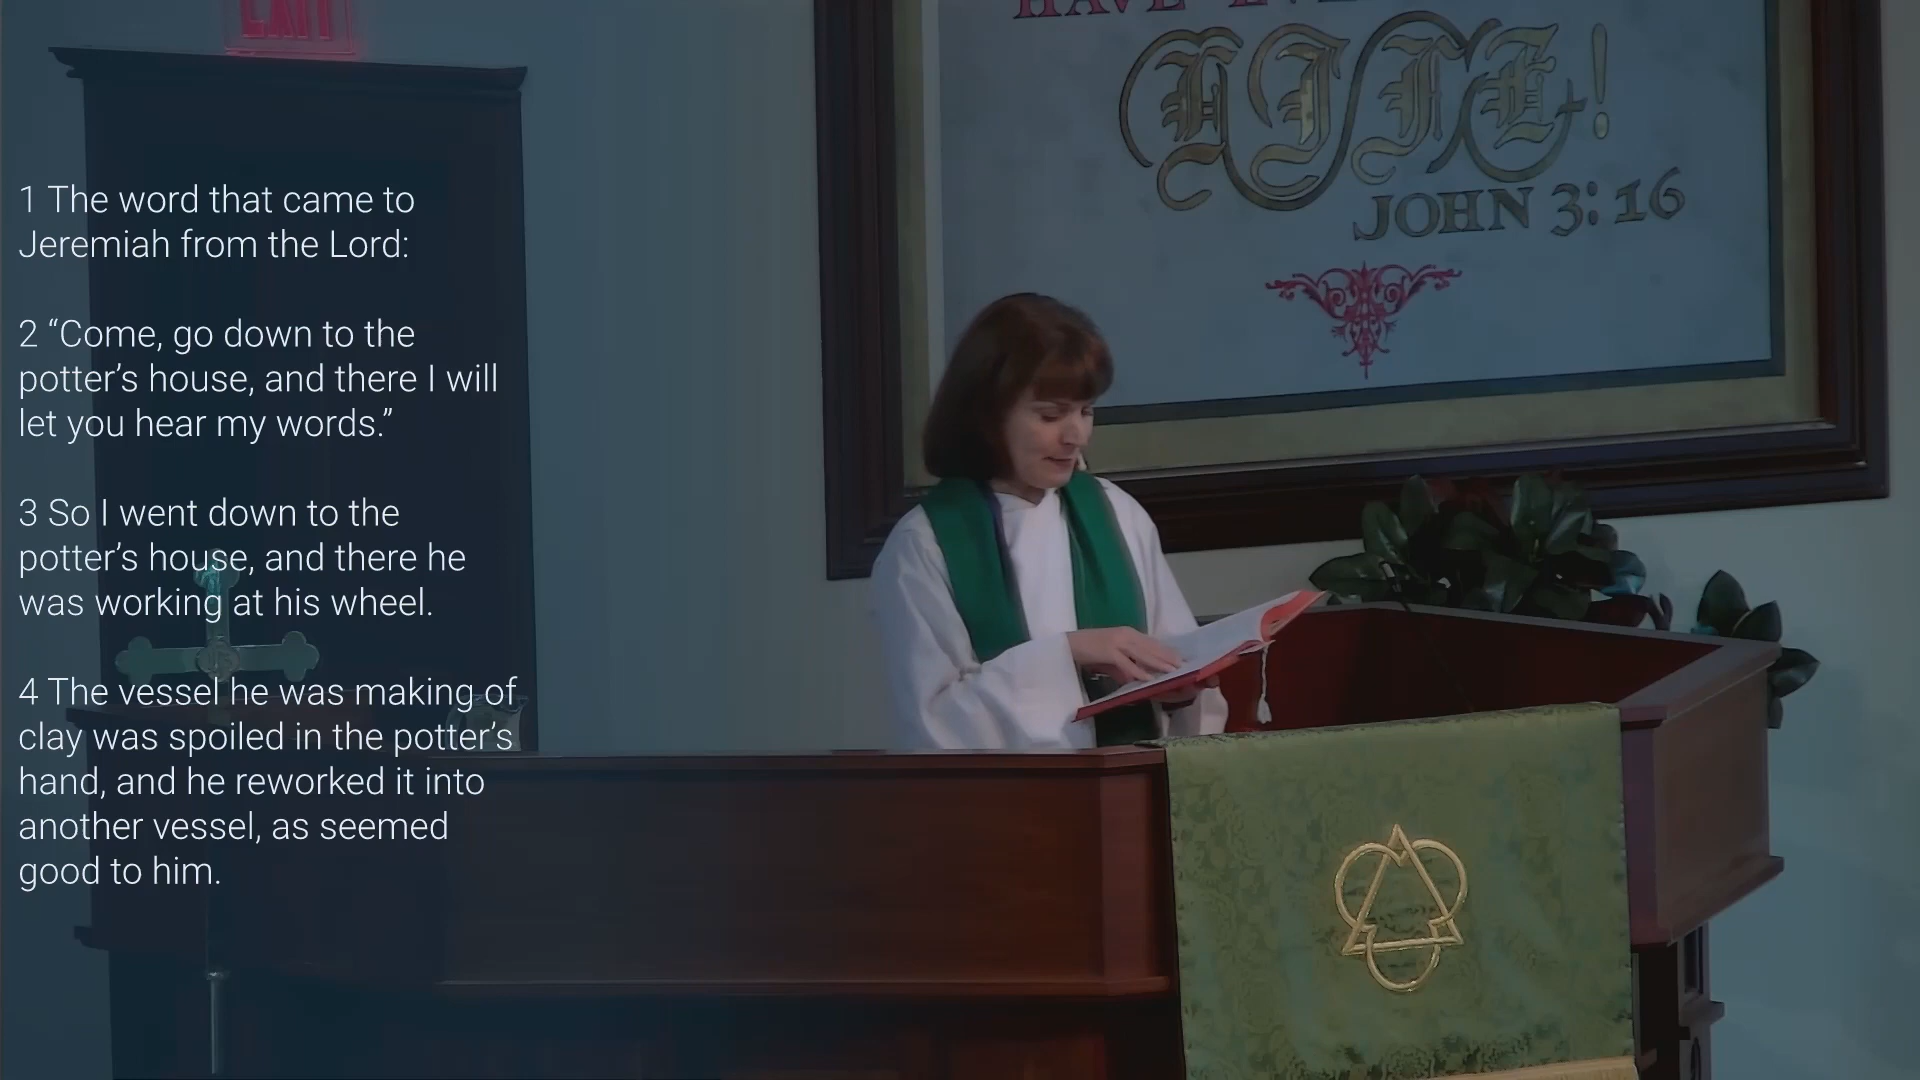 EXIT
HAVE
LIFE!
JOHN 3:16
1 The word that came to
Jeremiah from the Lord:
2 “Come, go down to the
potter’s house, and there I will
let you hear my words.”
3 So I went down to the
potter’s house, and there he
was working at his wheel.
4 The vessel he was making of
clay was spoiled in the potter’s
hand, and he reworked it into
another vessel, as seemed
good to him.